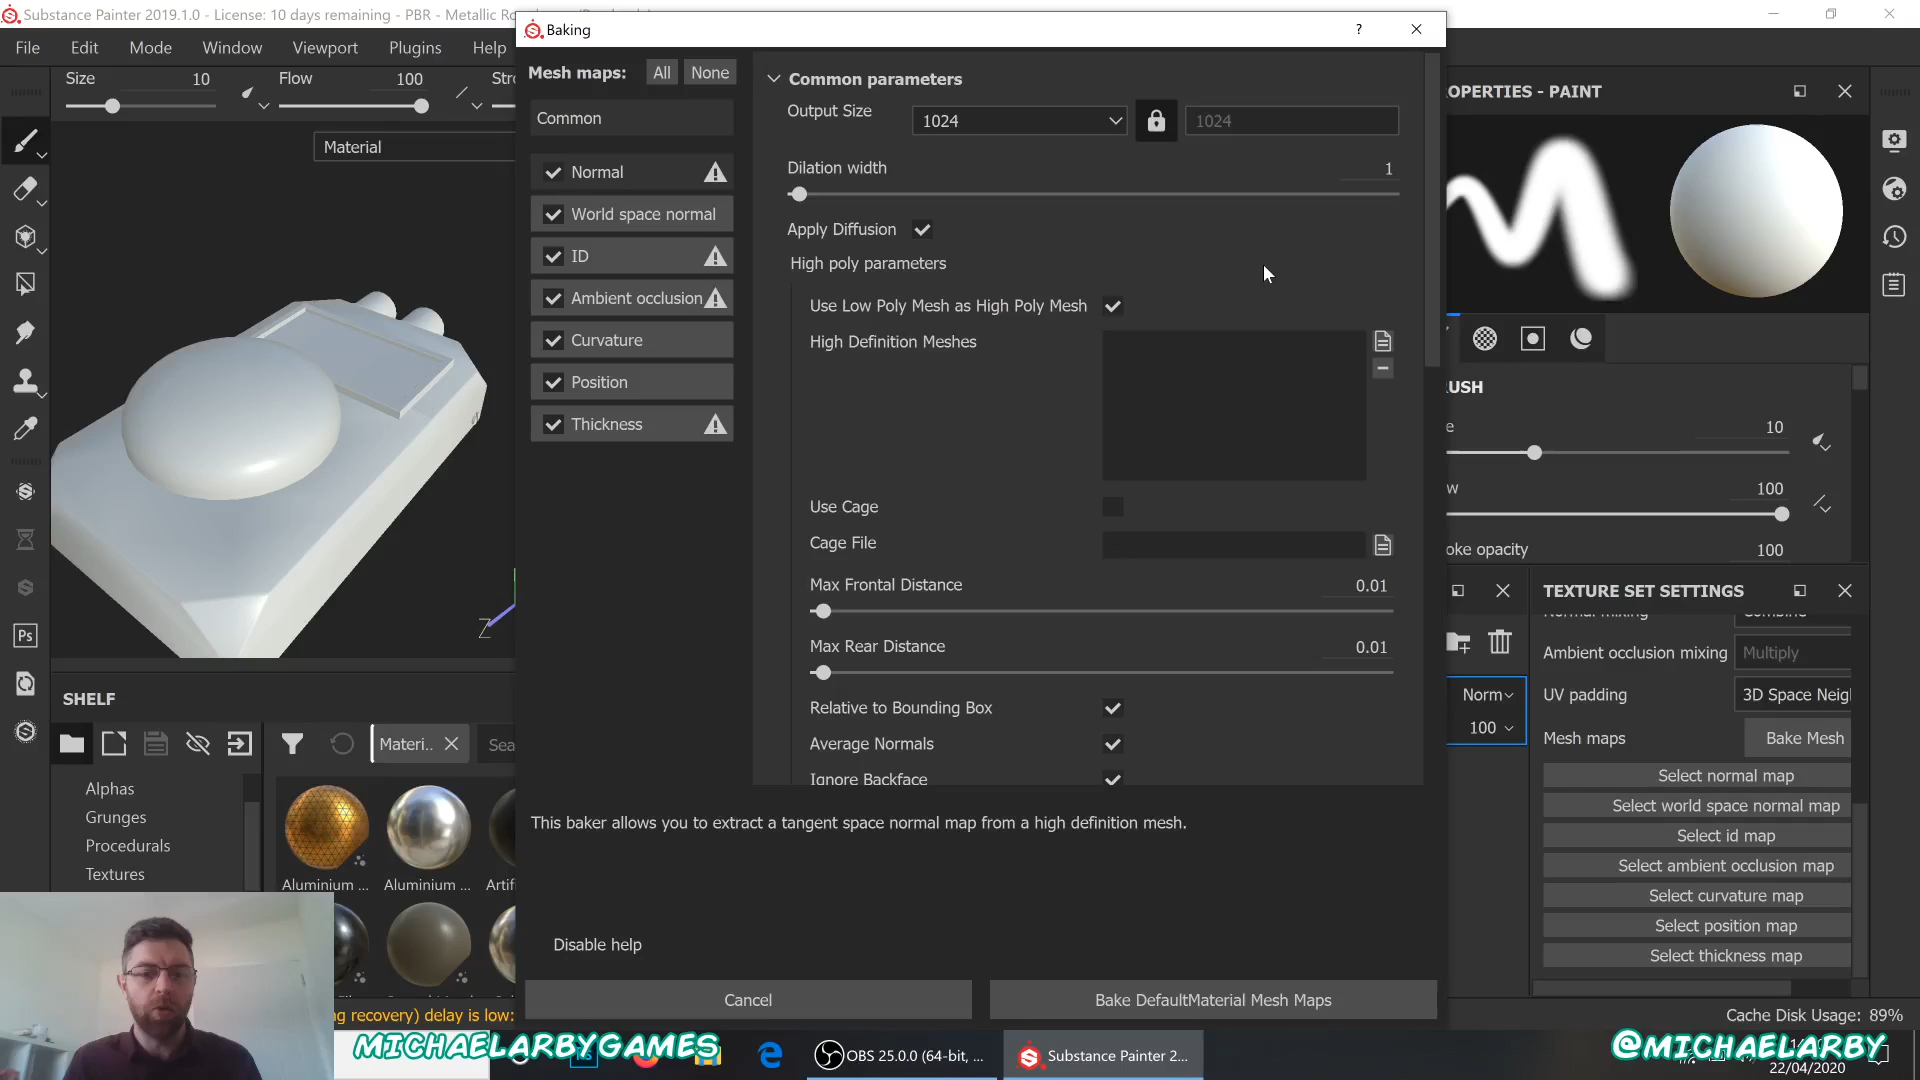 Substance Painter 2019.1.0 - License: 10 days remaining - PBR - Metallic
Baking
?
File Edit Mode Window Viewport Plugins Help
Size 10 Flow 100
Material
Mesh maps: All None
Common
Normal
World space normal
ID
Ambient occlusion
Curvature
Position
Thickness
Common parameters
Output Size 1024 1024
Dilation width 1
Apply Diffusion
High poly parameters
Use Low Poly Mesh as High Poly Mesh
High Definition Meshes
Use Cage
Cage File
Max Frontal Distance 0.01
Max Rear Distance 0.01
Relative to Bounding Box
Average Normals
Ignore Backface
This baker allows you to extract a tangent space normal map from a high definition mesh.
Disable help
Cancel
Bake DefaultMaterial Mesh Maps
OPERTIES - PAINT
USH
e 10
w 100
oke opacity 100
TEXTURE SET SETTINGS
Ambient occlusion mixing Multiply
Norm
UV padding 3D Space Neig
100
Mesh maps Bake Mesh
Select normal map
Select world space normal map
Select id map
Select ambient occlusion map
Select curvature map
Select position map
Select thickness map
Z
SHELF
Materi.. Sea
Alphas
Grunges
Procedurals
Textures
Aluminium ... Aluminium ... Artif
Ps
ng recovery) delay is low:
Cache Disk Usage: 89%
MICHAELARBYGAMES
OBS 25.0.0 (64-bit, ...
Substance Painter 2...
@MICHAELARBY
22/04/2020